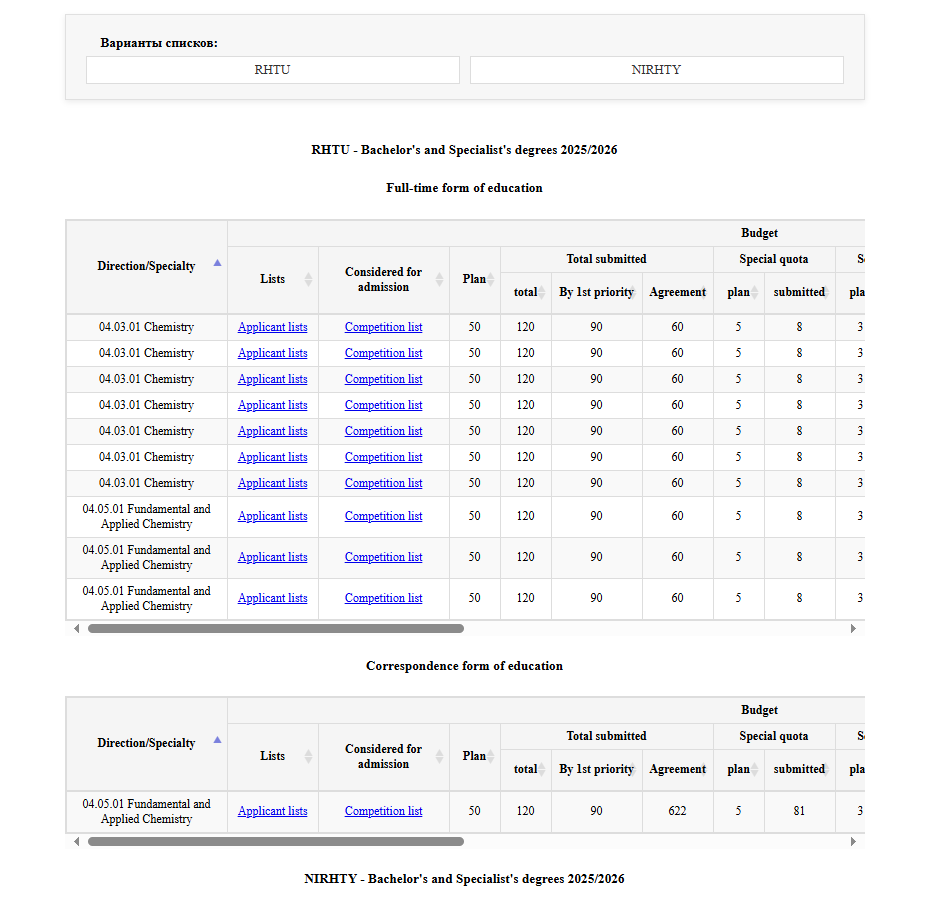 Варианты списков:
RHTU NIRHTY
RHTU - Bachelor's and Specialist's degrees 2025/2026
Full-time form of education
Direction/Specialty Lists Considered for admission Plan Budget
Total submitted Special quota
total By 1st priority Agreement plan submitted
04.03.01 Chemistry Applicant lists Competition list 50 120 90 60 5 8 3
04.03.01 Chemistry Applicant lists Competition list 50 120 90 60 5 8 3
04.03.01 Chemistry Applicant lists Competition list 50 120 90 60 5 8 3
04.03.01 Chemistry Applicant lists Competition list 50 120 90 60 5 8 3
04.03.01 Chemistry Applicant lists Competition list 50 120 90 60 5 8 3
04.03.01 Chemistry Applicant lists Competition list 50 120 90 60 5 8 3
04.03.01 Chemistry Applicant lists Competition list 50 120 90 60 5 8 3
04.05.01 Fundamental and Applied Chemistry Applicant lists Competition list 50 120 90 60 5 8 3
04.05.01 Fundamental and Applied Chemistry Applicant lists Competition list 50 120 90 60 5 8 3
04.05.01 Fundamental and Applied Chemistry Applicant lists Competition list 50 120 90 60 5 8 3
Correspondence form of education
Direction/Specialty Lists Considered for admission Plan Budget
Total submitted Special quota
total By 1st priority Agreement plan submitted
04.05.01 Fundamental and Applied Chemistry Applicant lists Competition list 50 120 90 622 5 81 3
NIRHTY - Bachelor's and Specialist's degrees 2025/2026